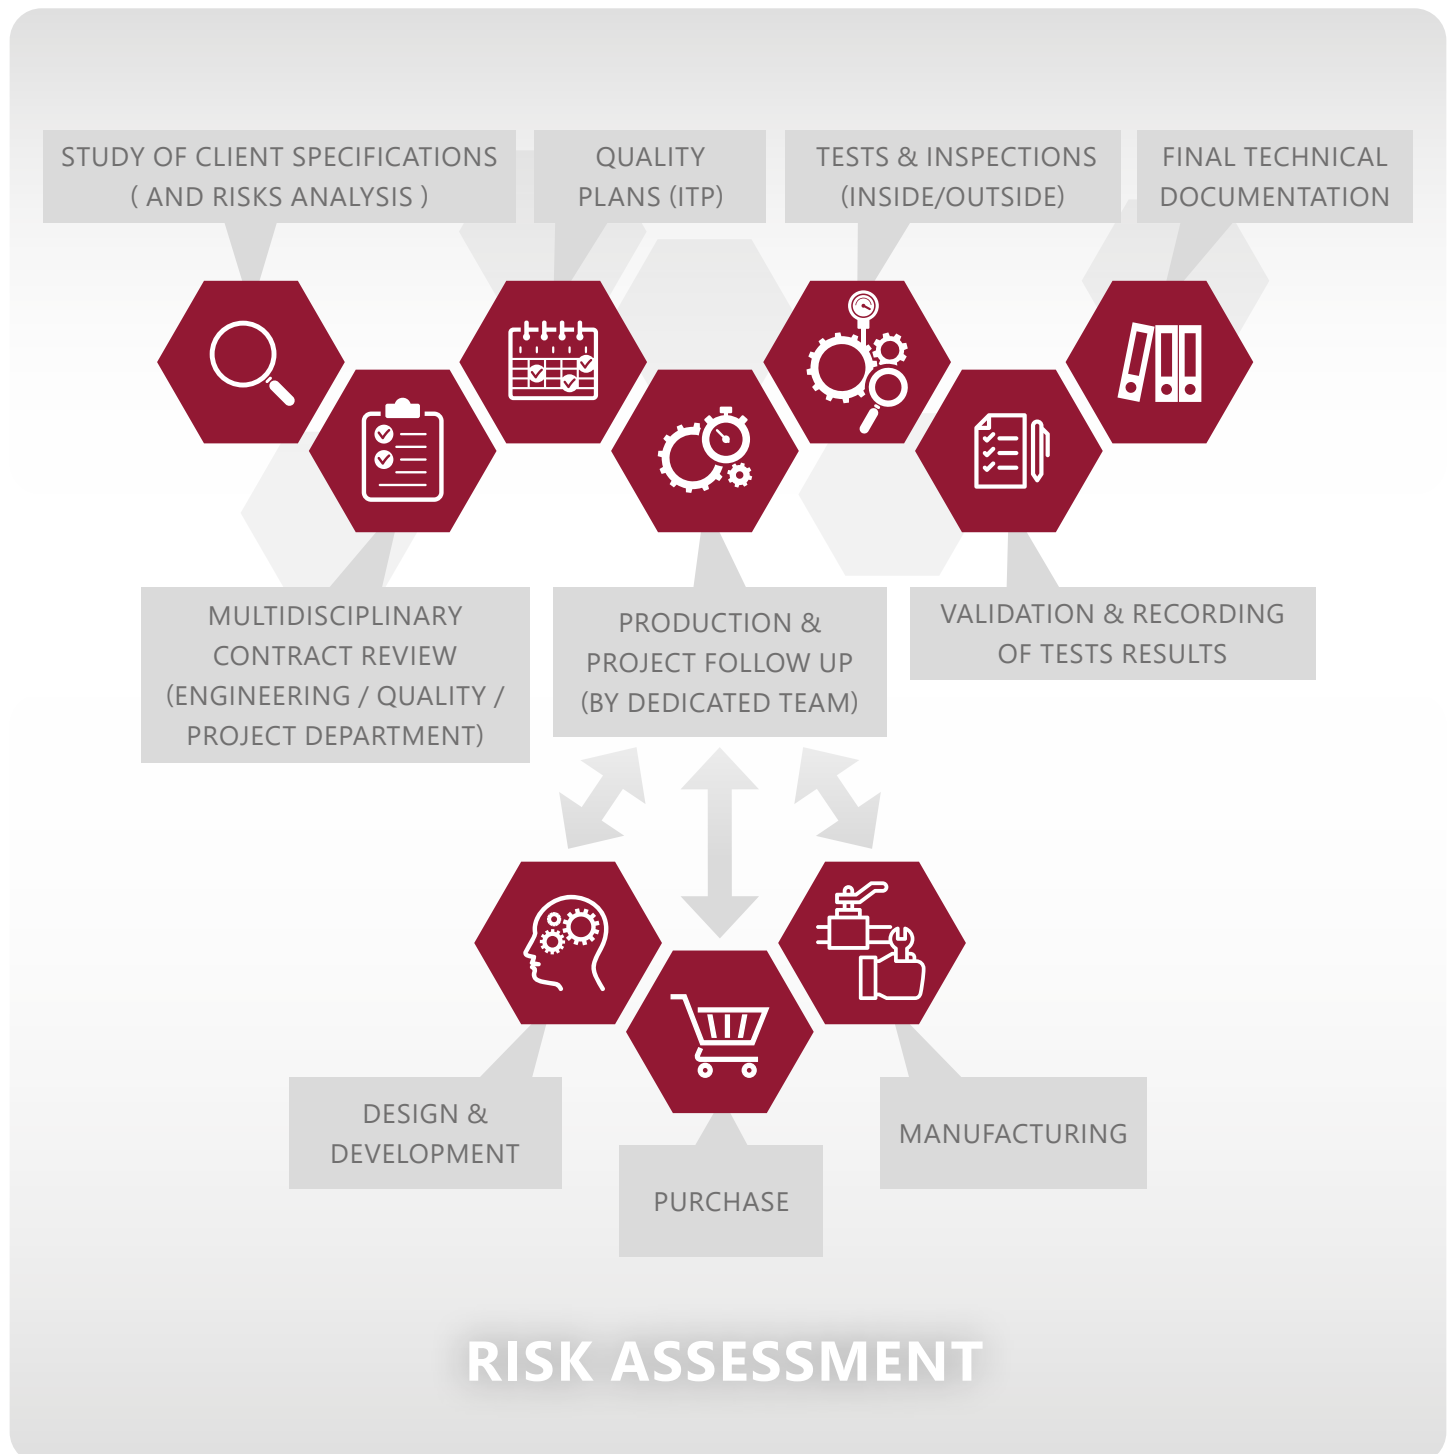 STUDY OF CLIENT SPECIFICATIONS
( AND RISKS ANALYSIS )
QUALITY
PLANS (ITP)
TESTS & INSPECTIONS
(INSIDE/OUTSIDE)
FINAL TECHNICAL
DOCUMENTATION
MULTIDISCIPLINARY
CONTRACT REVIEW
(ENGINEERING / QUALITY /
PROJECT DEPARTMENT)
PRODUCTION &
PROJECT FOLLOW UP
(BY DEDICATED TEAM)
VALIDATION & RECORDING
OF TESTS RESULTS
DESIGN &
DEVELOPMENT
PURCHASE
MANUFACTURING
RISK ASSESSMENT